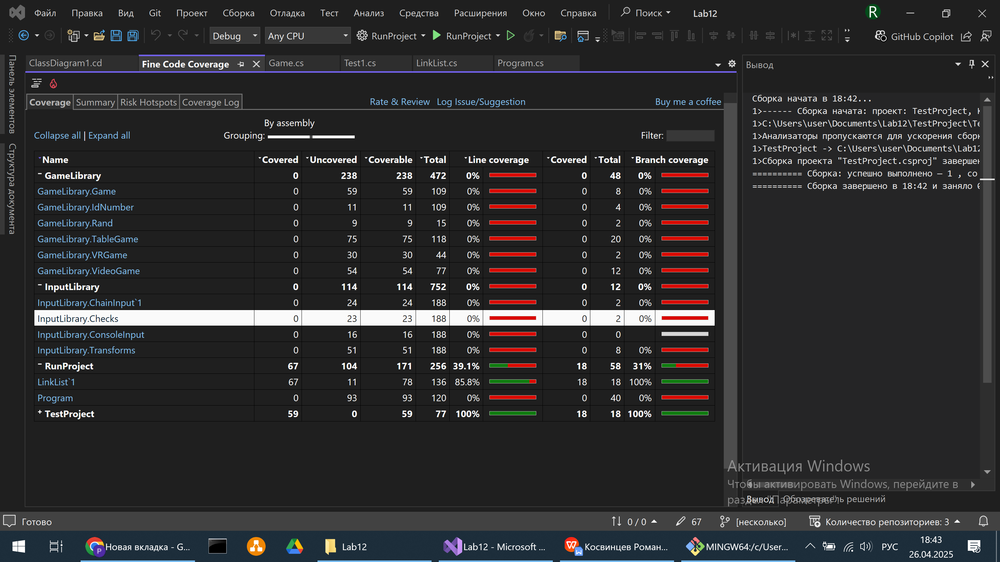 Файл Правка Вид Git Проект Сборка Отладка Тест Анализ Средства Расширения Окно Справка Поиск Lab12 R
Debug Any CPU RunProject RunProject GitHub Copilot
Панель элементов
Структура документа
ClassDiagram1.cd Fine Code Coverage Game.cs Test1.cs LinkList.cs Program.cs
Coverage Summary Risk Hotspots Coverage Log Rate & Review Log Issue/Suggestion Buy me a coffee
By assembly
Collapse all | Expand all Grouping: Filter:
Name Covered Uncovered Coverable Total Line coverage Covered Total Branch coverage
− GameLibrary 0 238 238 472 0% 0 48 0%
GameLibrary.Game 0 59 59 109 0% 0 8 0%
GameLibrary.IdNumber 0 11 11 109 0% 0 4 0%
GameLibrary.Rand 0 9 9 15 0% 0 2 0%
GameLibrary.TableGame 0 75 75 118 0% 0 20 0%
GameLibrary.VRGame 0 30 30 44 0% 0 2 0%
GameLibrary.VideoGame 0 54 54 77 0% 0 12 0%
− InputLibrary 0 114 114 752 0% 0 12 0%
InputLibrary.ChainInput`1 0 24 24 188 0% 0 2 0%
InputLibrary.Checks 0 23 23 188 0% 0 2 0%
InputLibrary.ConsoleInput 0 16 16 188 0% 0 0
InputLibrary.Transforms 0 51 51 188 0% 0 8 0%
− RunProject 67 104 171 256 39.1% 18 58 31%
LinkList`1 67 11 78 136 85.8% 18 18 100%
Program 0 93 93 120 0% 0 40 0%
+ TestProject 59 0 59 77 100% 18 18 100%
Вывод
Сборка начата в 18:42...
1>------ Сборка начата: проект: TestProject, К
1>C:\Users\user\Documents\Lab12\TestProject\Te
1>Анализаторы пропускаются для ускорения сборк
1>TestProject -> C:\Users\user\Documents\Lab12
1>Сборка проекта "TestProject.csproj" завершен
========== Сборка: успешно выполнено — 1 , со
========== Сборка завершено в 18:42 и заняло 0
Активация Windows
Чтобы активировать Windows, перейдите в
раздел "Параметры".
Вывод Обозреватель решений
Готово 0 / 0 67 [несколько] Количество репозиториев: 3
Новая вкладка - G... Lab12 Lab12 - Microsoft ... Косвинцев Роман... MINGW64:/c/User... РУС 18:43
26.04.2025